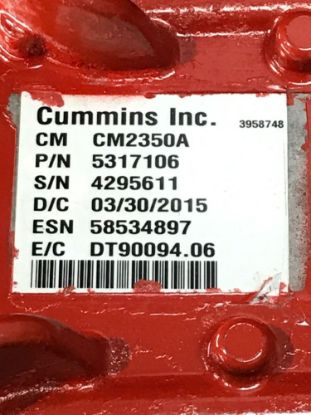 Cummins Inc. 3958748
CM CM2350A
P/N 5317106
S/N 4295611
D/C 03/30/2015
ESN 58534897
E/C DT90094.06